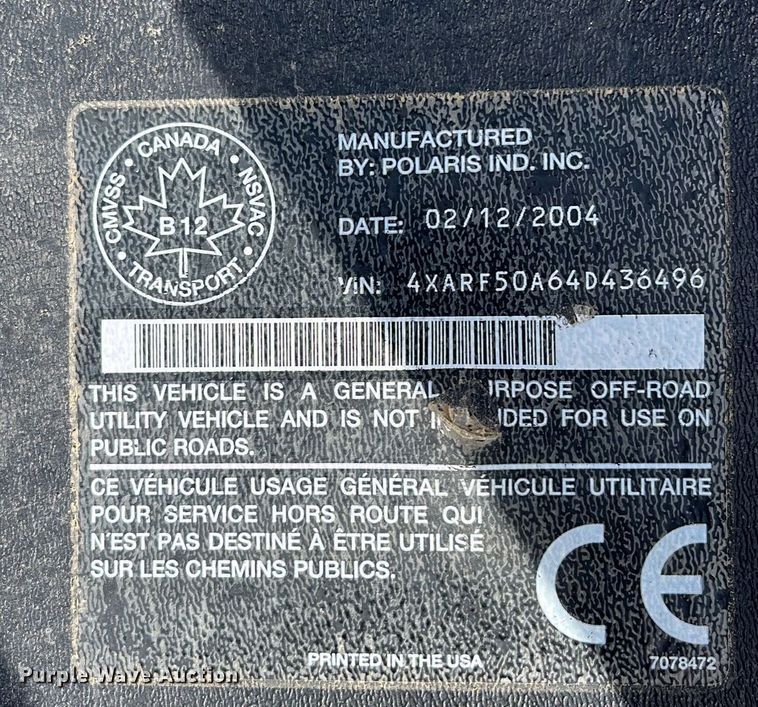 CANADA
CMVSS
NSVAC
B 12
TRANSPORT
MANUFACTURED
BY: POLARIS IND. INC.
DATE: 02/12/2004
VIN: 4XARF50A64D436496
THIS VEHICLE IS A GENERAL RPOSE OFF-ROAD
UTILITY VEHICLE AND IS NOT IN DED FOR USE ON
PUBLIC ROADS.
CE VÉHICULE USAGE GÉNÉRAL VÉHICULE UTILITAIRE
POUR SERVICE HORS ROUTE QUI
N'EST PAS DESTINÉ À ÊTRE UTILISÉ
SUR LES CHEMINS PUBLICS.
CE
PRINTED IN THE USA
7078472
Purple Wave Auction